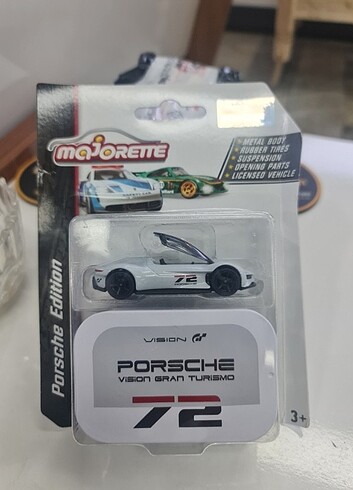 majorette
METAL BODY
RUBBER TIRES
SUSPENSION
OPENING PARTS
LICENSED VEHICLE
Porsche Edition
72
VISION GT
PORSCHE
VISION GRAN TURISMO
72
3+